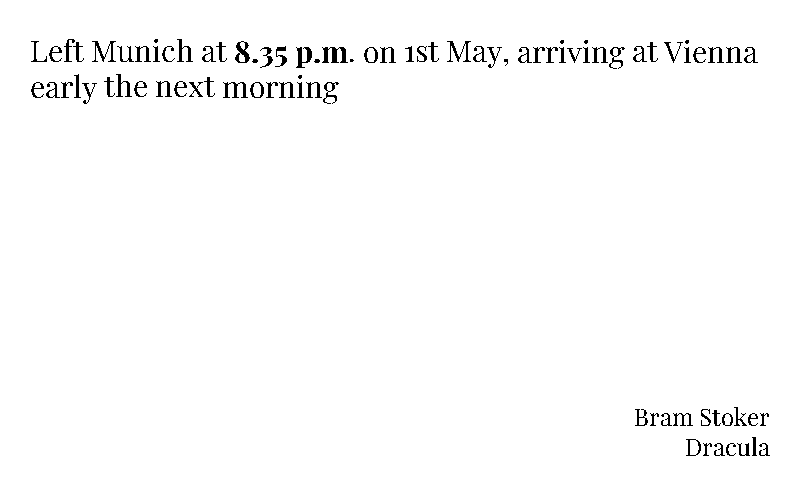 Left Munich at 8.35 p.m. on 1st May, arriving at Vienna
early the next morning
Bram Stoker
Dracula